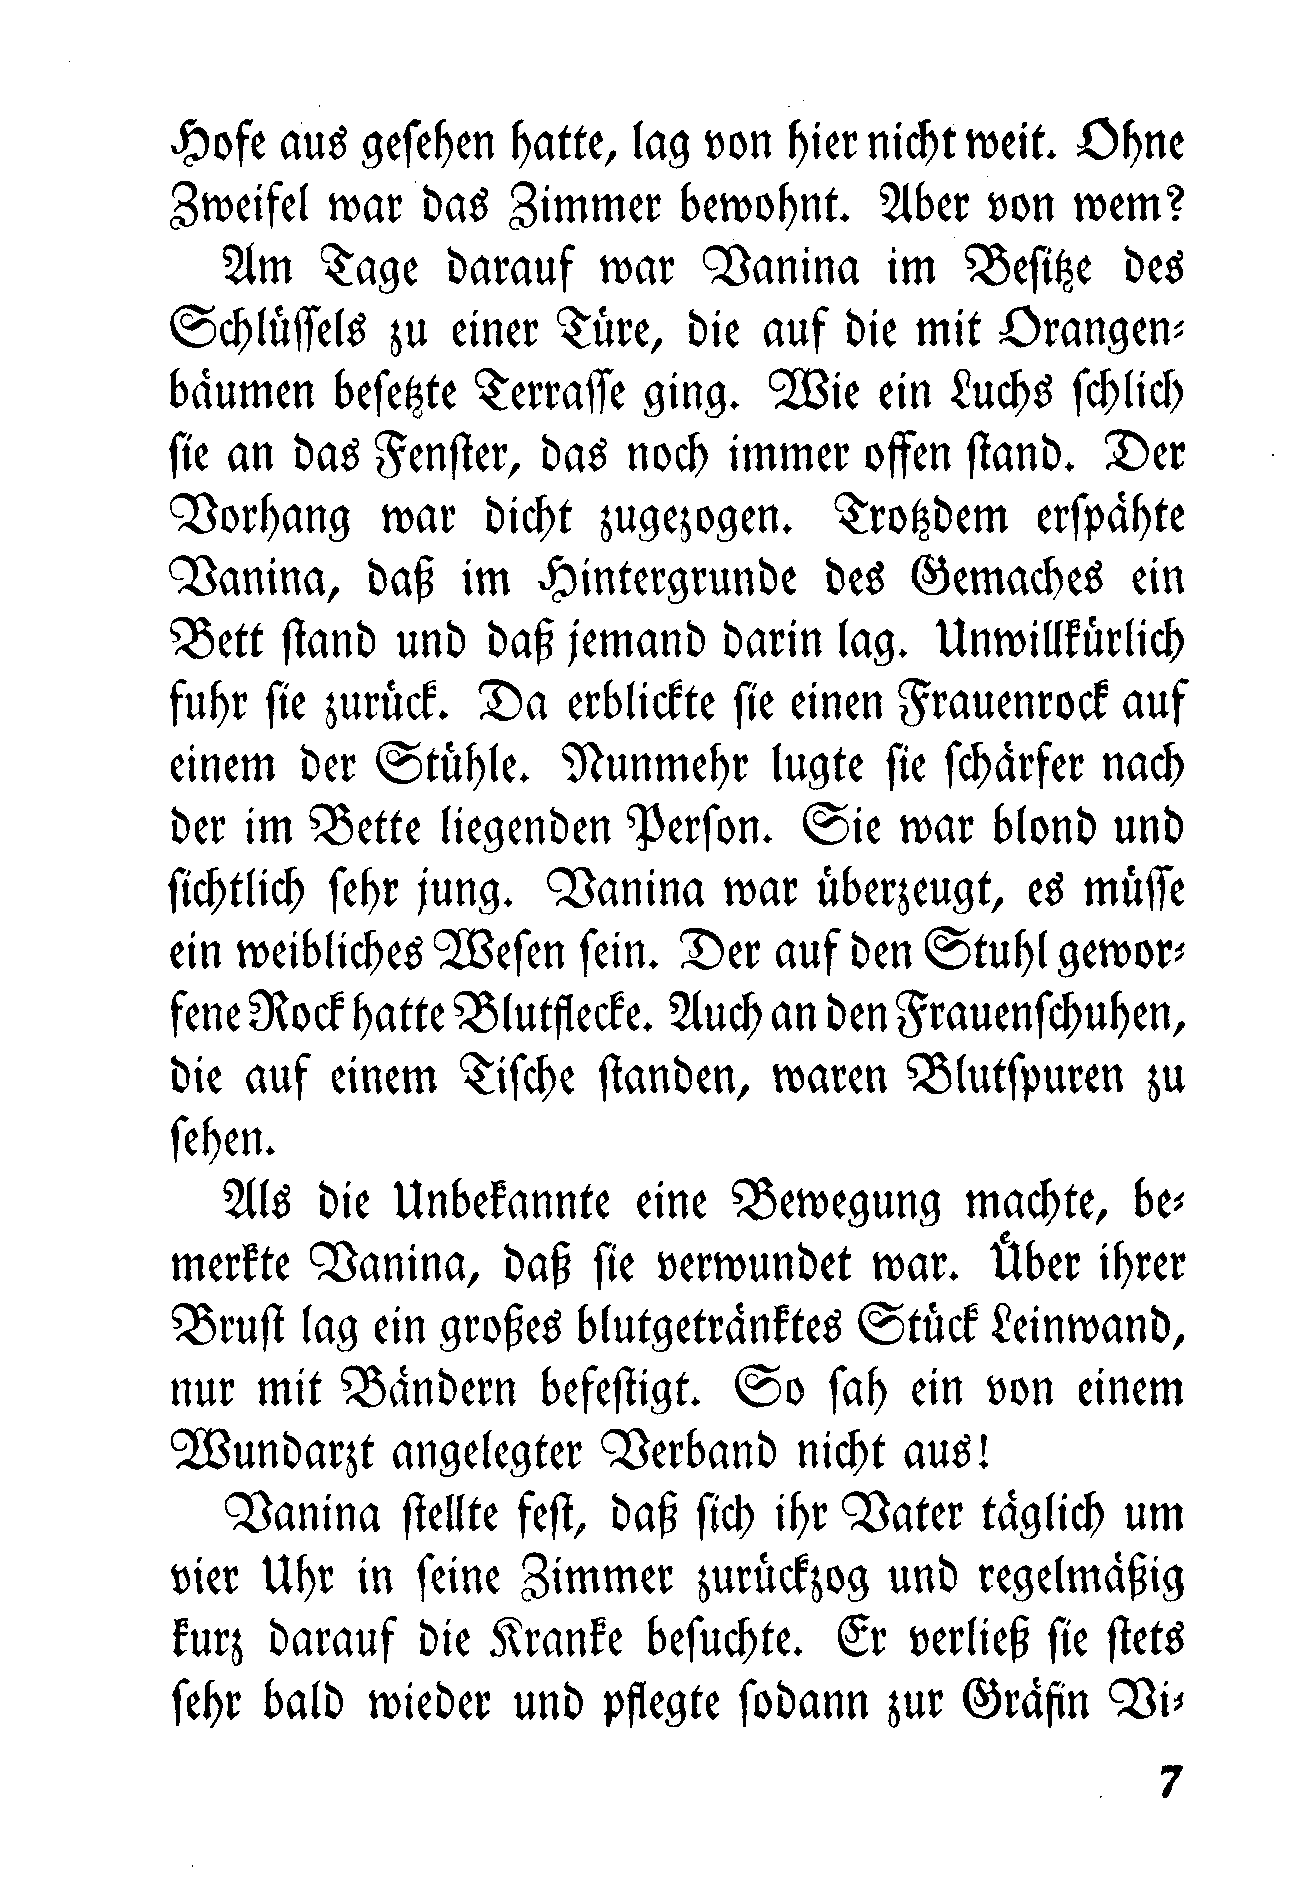 Hofe aus gesehen hatte, lag von hier nicht weit. Ohne
Zweifel war das Zimmer bewohnt. Aber von wem?
Am Tage darauf war Vanina im Besitze des
Schlüssels zu einer Türe, die auf die mit Orangen-
bäumen besetzte Terrasse ging. Wie ein Luchs schlich
sie an das Fenster, das noch immer offen stand. Der
Vorhang war dicht zugezogen. Trotzdem erspähte
Vanina, daß im Hintergrunde des Gemaches ein
Bett stand und daß jemand darin lag. Unwillkürlich
fuhr sie zurück. Da erblickte sie einen Frauenrock auf
einem der Stühle. Nunmehr lugte sie schärfer nach
der im Bette liegenden Person. Sie war blond und
sichtlich sehr jung. Vanina war überzeugt, es müsse
ein weibliches Wesen sein. Der auf den Stuhl gewor-
fene Rock hatte Blutflecke. Auch an den Frauenschuhen,
die auf einem Tische standen, waren Blutspuren zu
sehen.
Als die Unbekannte eine Bewegung machte, be-
merkte Vanina, daß sie verwundet war. Über ihrer
Brust lag ein großes blutgetränktes Stück Leinwand,
nur mit Bändern befestigt. So sah ein von einem
Wundarzt angelegter Verband nicht aus!
Vanina stellte fest, daß sich ihr Vater täglich um
vier Uhr in seine Zimmer zurückzog und regelmäßig
kurz darauf die Kranke besuchte. Er verließ sie stets
sehr bald wieder und pflegte sodann zur Gräfin Vi-
7